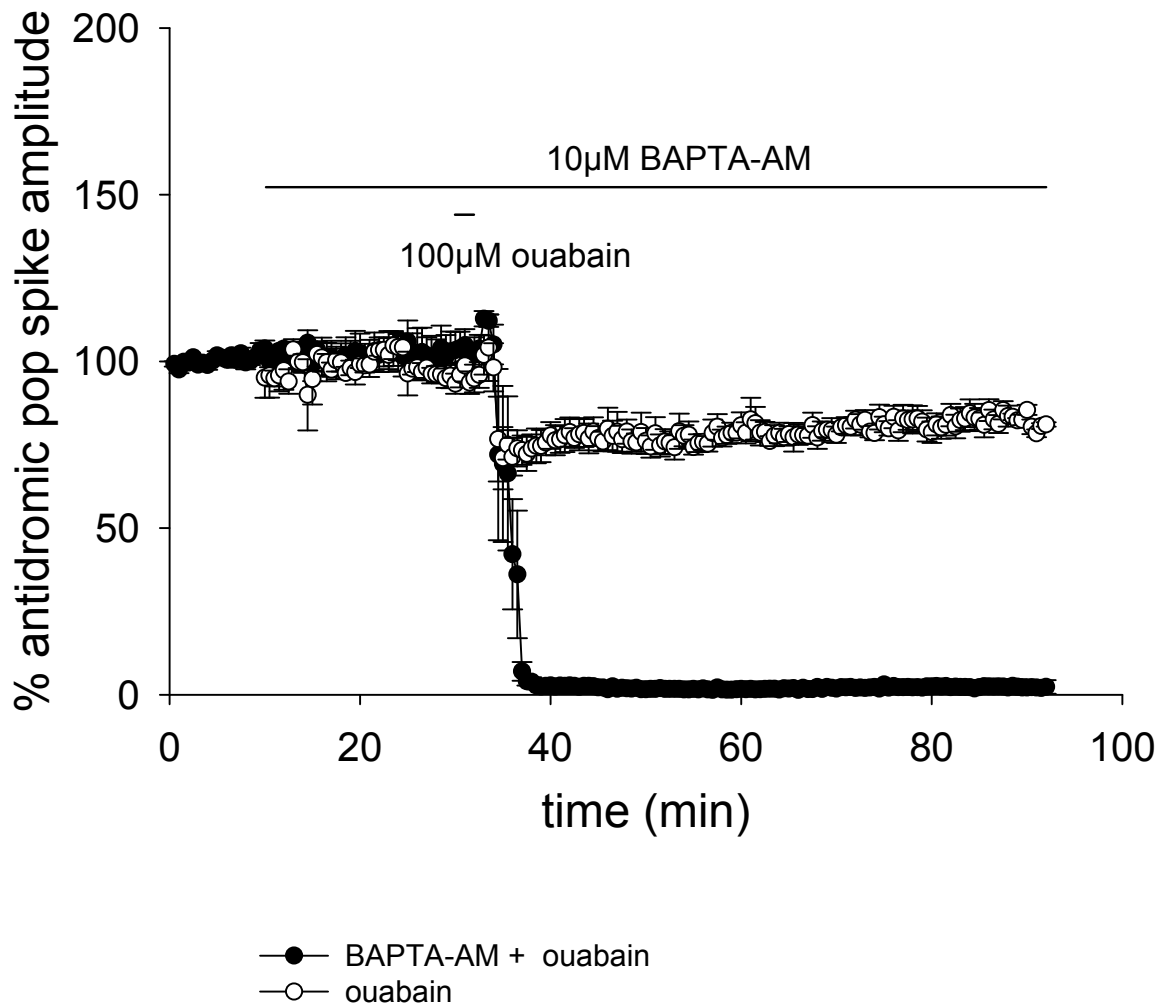 200
150
100
50
0
% antidromic pop spike amplitude
10µM BAPTA-AM
100µM ouabain
0 20 40 60 80 100
time (min)
BAPTA-AM + ouabain
ouabain